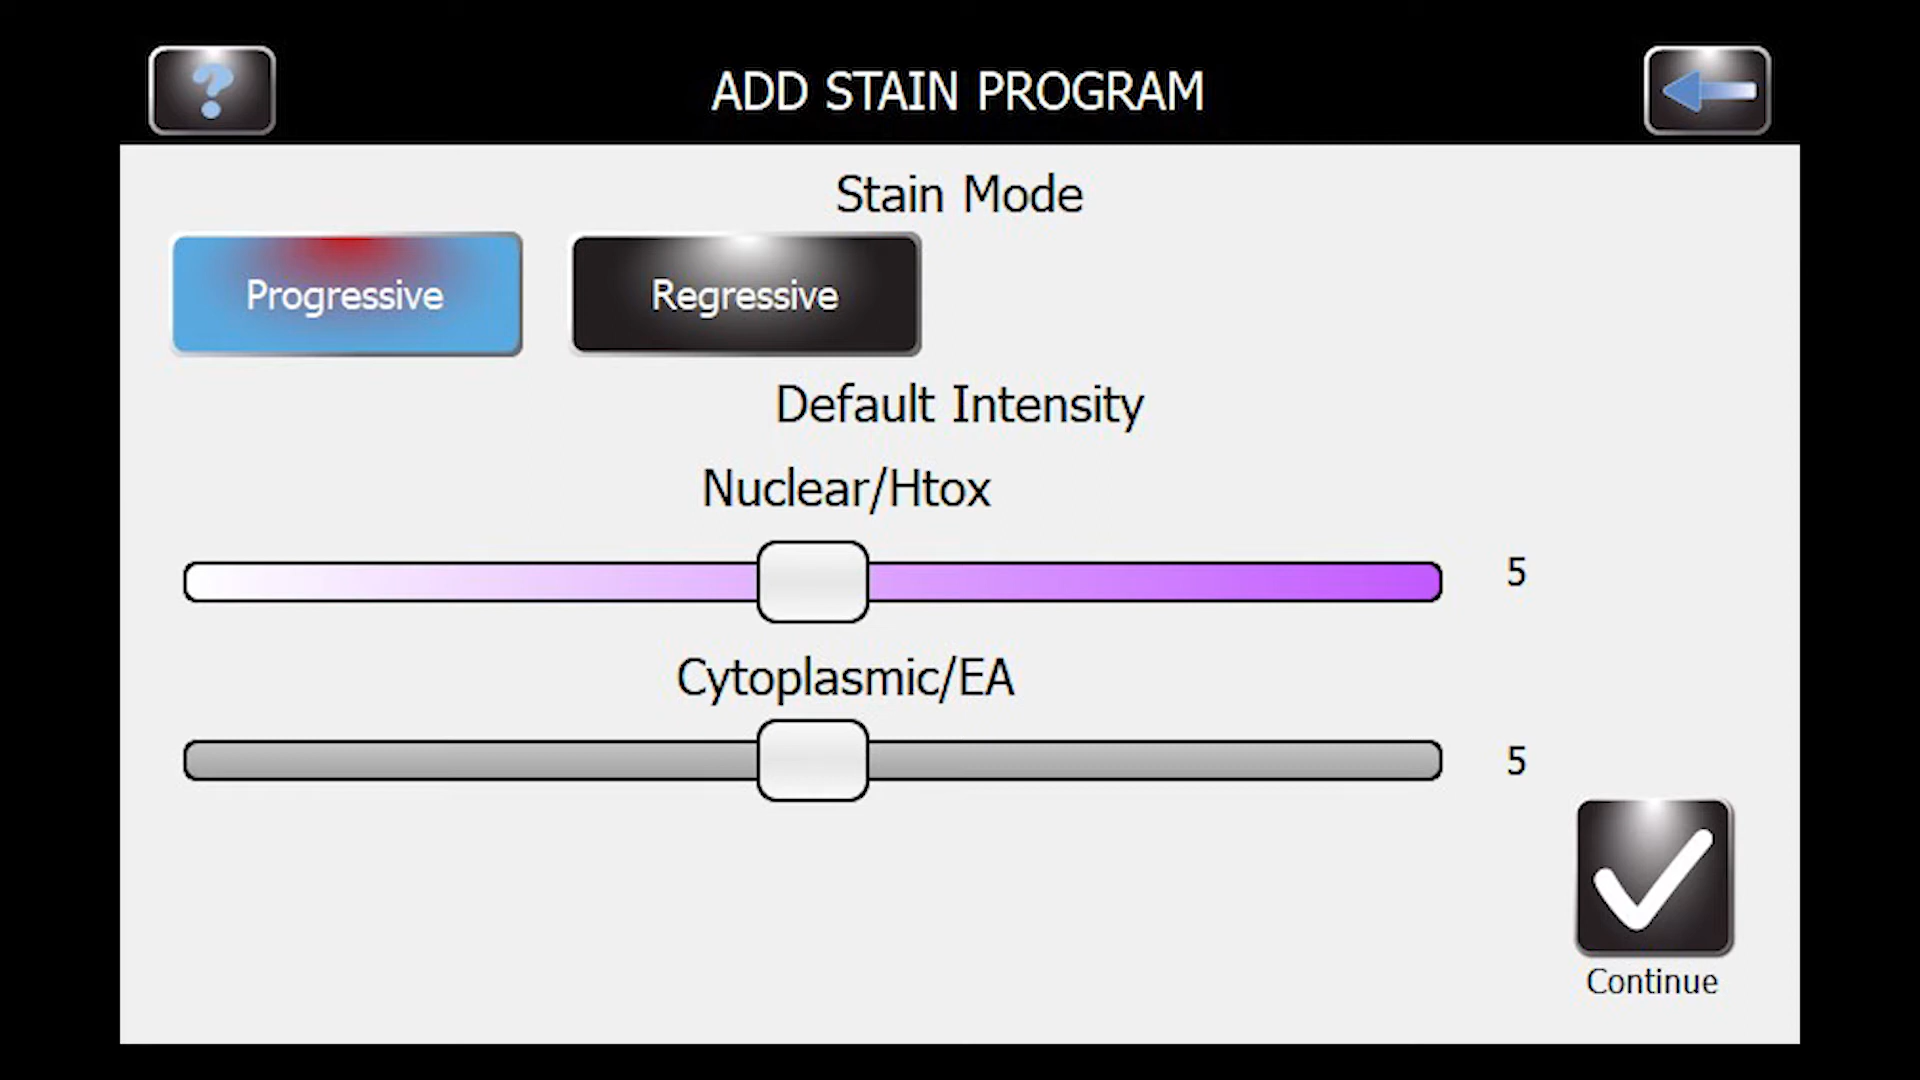 ?
ADD STAIN PROGRAM
Stain Mode
Progressive
Regressive
Default Intensity
Nuclear/Htox
5
Cytoplasmic/EA
5
Continue